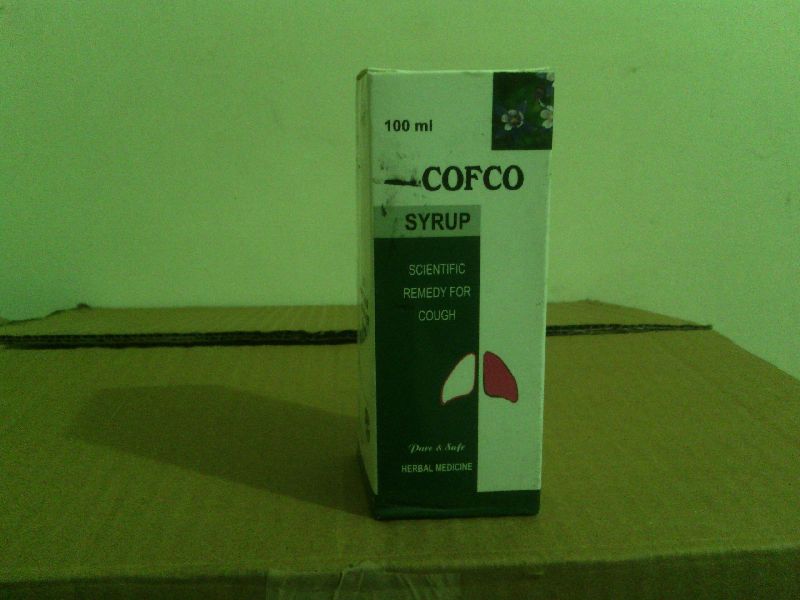 100 ml
COFCO
SYRUP
SCIENTIFIC
REMEDY FOR
COUGH
Pure & Safe
HERBAL MEDICINE